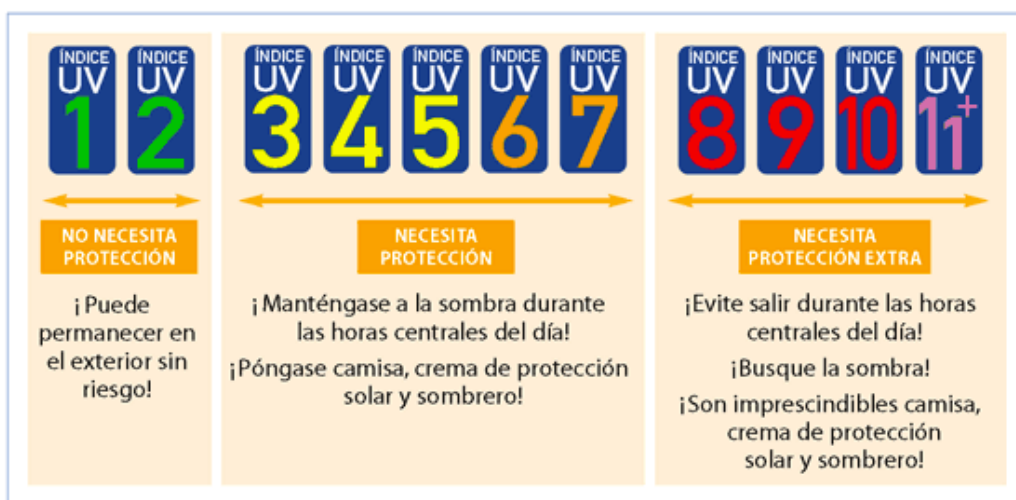 ÍNDICE
UV
1
ÍNDICE
UV
2
NO NECESITA
PROTECCIÓN
¡Puede
permanecer en
el exterior sin
riesgo!
ÍNDICE
UV
3
ÍNDICE
UV
4
ÍNDICE
UV
5
ÍNDICE
UV
6
ÍNDICE
UV
7
NECESITA
PROTECCIÓN
¡Manténgase a la sombra durante
las horas centrales del día!
¡Póngase camisa, crema de protección
solar y sombrero!
ÍNDICE
UV
8
ÍNDICE
UV
9
ÍNDICE
UV
10
ÍNDICE
UV
11+
NECESITA
PROTECCIÓN EXTRA
¡Evite salir durante las horas
centrales del día!
¡Busque la sombra!
¡Son imprescindibles camisa,
crema de protección
solar y sombrero!